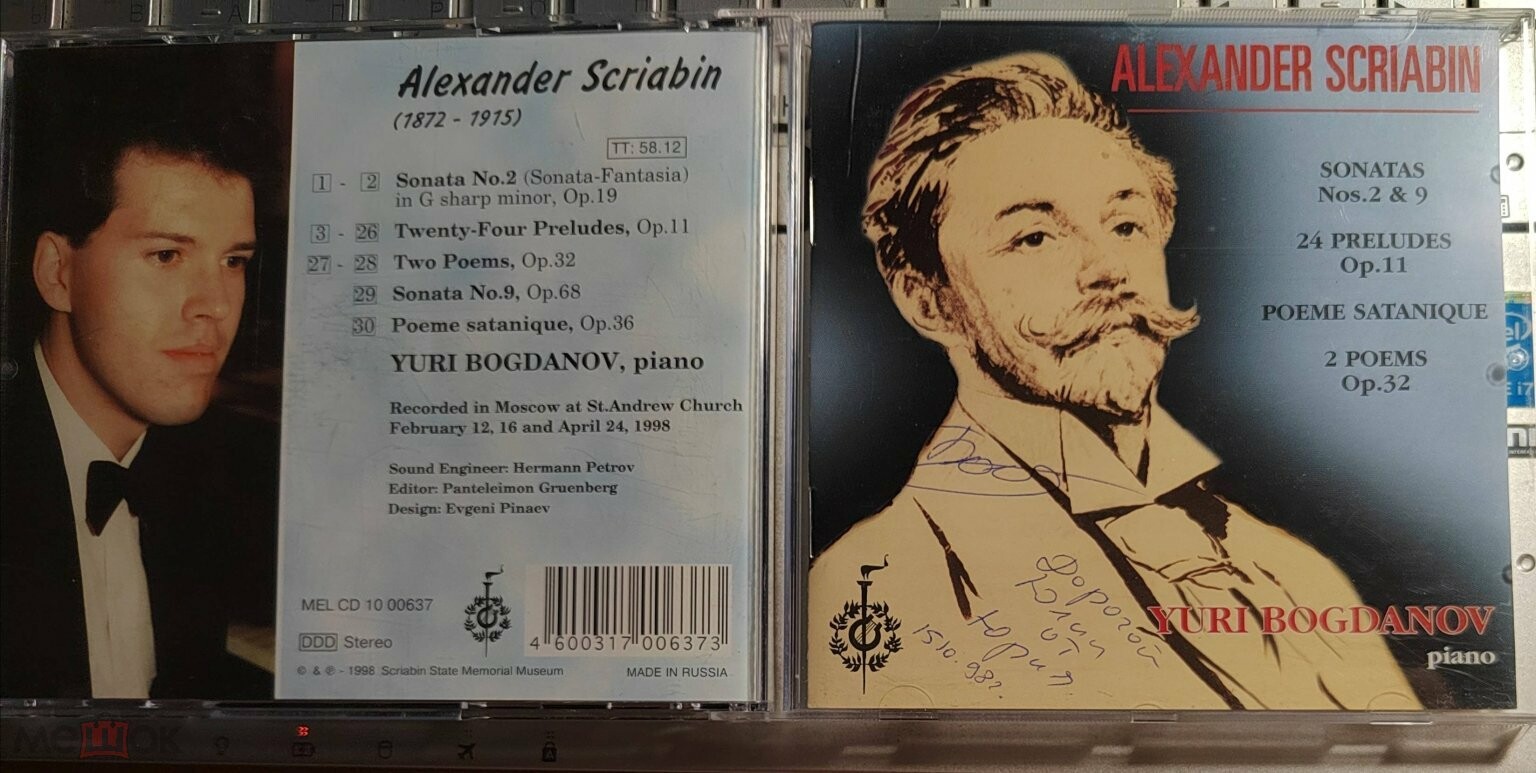 Alexander Scriabin
(1872 - 1915)
TT: 58.12
1 - 2 Sonata No.2 (Sonata-Fantasia)
in G sharp minor, Op.19
3 - 26 Twenty-Four Preludes, Op.11
27 - 28 Two Poems, Op.32
29 Sonata No.9, Op.68
30 Poeme satanique, Op.36
YURI BOGDANOV, piano
Recorded in Moscow at St.Andrew Church
February 12, 16 and April 24, 1998
Sound Engineer: Hermann Petrov
Editor: Panteleimon Gruenberg
Design: Evgeni Pinaev
MEL CD 10 00637
DDD Stereo
4 600317 006373
© & ℗ - 1998 Scriabin State Memorial Museum
MADE IN RUSSIA
ALEXANDER SCRIABIN
SONATAS
Nos.2 & 9
24 PRELUDES
Op.11
POEME SATANIQUE
2 POEMS
Op.32
Дорогой
Юлии
от
Юрия.
15.10.98г.
YURI BOGDANOV
piano
мешок